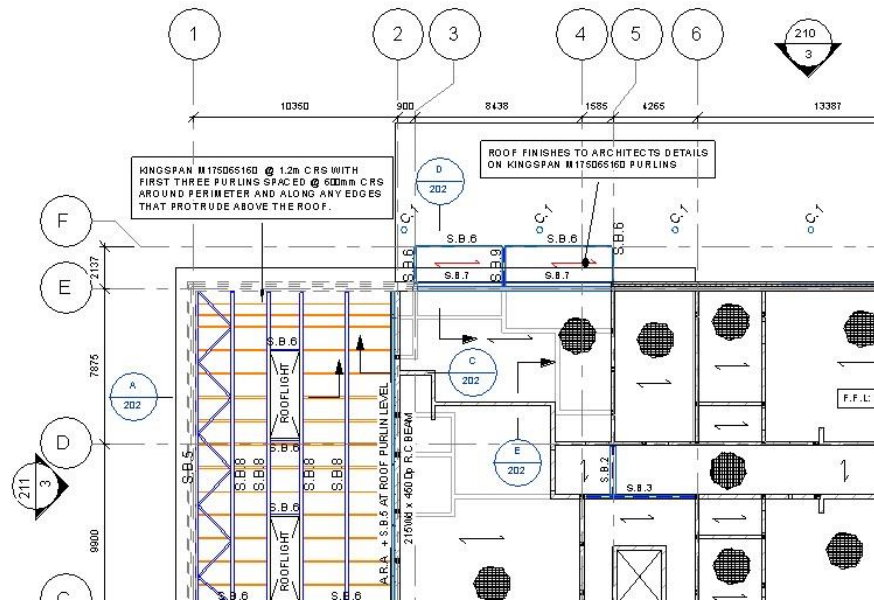 1
2
3
4
5
6
210
3
10350
900
8438
1585
4265
13387
KINGSPAN M175065160 @ 1.2m CRS WITH
FIRST THREE PURLINS SPACED @ 600mm CRS
AROUND PERIMETER AND ALONG ANY EDGES
THAT PROTRUDE ABOVE THE ROOF.
ROOF FINISHES TO ARCHITECTS DETAILS
ON KINGSPAN M175065160 PURLINS
D
202
C.1
C.1
C.1
C.1
F
S.B.6
S.B.6
S.B.6
2137
S.B.6
S.B.9
S.B.7
S.B.7
E
7875
S.B.6
ROOFLIGHT
C
202
A
202
F.F.L:
D
S.B.6
E
202
S.B.5
S.B.8
S.B.8
S.B.8
S.B.8
A.R.A + S.B.5 AT ROOF PURLIN LEVEL
215Wd x 450Dp R.C BEAM
S.B.2
S.B.3
211
3
S.B.6
9900
ROOFLIGHT
C
S.B.6
S.B.6